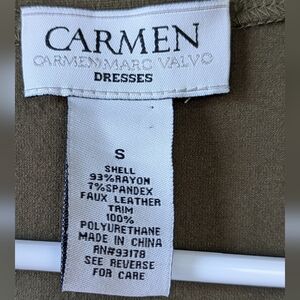 CARMEN
CARMEN MARC VALVO
DRESSES
S
SHELL
93%RAYON
7%SPANDEX
FAUX LEATHER
TRIM
100%
POLYURETHANE
MADE IN CHINA
RN#93178
SEE REVERSE
FOR CARE